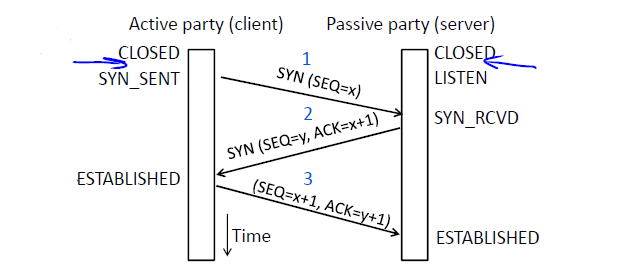 Active party (client) Passive party (server)
CLOSED 1 CLOSED
SYN_SENT SYN (SEQ=x) LISTEN
2 SYN_RCVD
SYN (SEQ=y, ACK=x+1)
ESTABLISHED 3
(SEQ=x+1, ACK=y+1)
Time ESTABLISHED